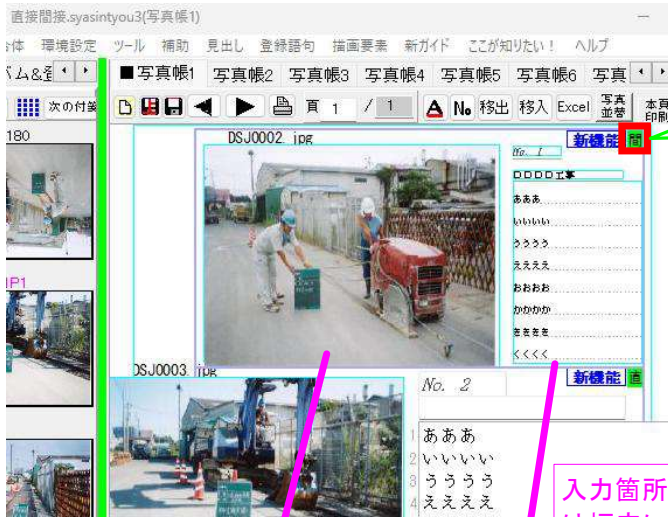 直接間接.syasintyou3(写真帳1)
合体 環境設定 ツール 補助 見出し 登録語句 描画要素 新ガイド ここが知りたい! ヘルプ
■写真帳1 写真帳2 写真帳3 写真帳4 写真帳5 写真帳6 写真
次の付箋 頁 1 / 1 A No 移出 移入 Excel 写真並替 本頁印刷
180
DSJ0002.jpg
新機能 間
No. 1
□□□□工事
あああ
いいいい
うううう
ええええ
おおおお
かかかか
きききき
くくくく
JP1
DSJ0003.jpg
新機能 直
No. 2
1 あああ
2 いいいい
3 うううう
4 ええええ
入力箇所